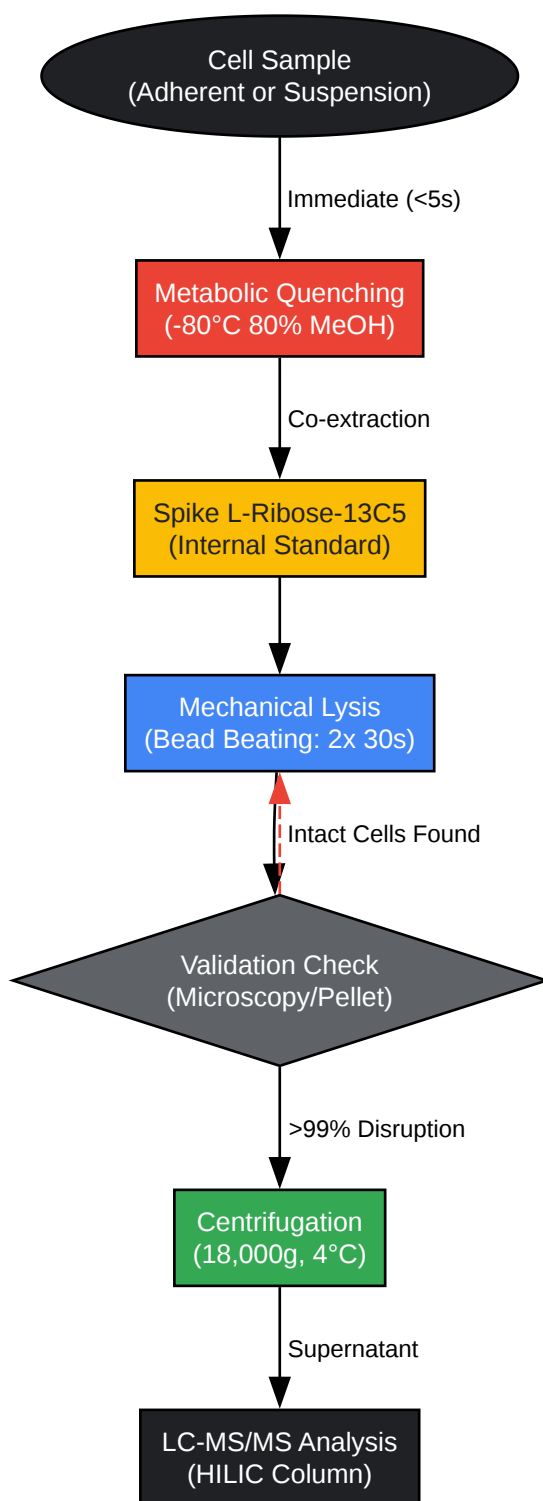 Cell Sample
(Adherent or Suspension)
Immediate (<5s)
Metabolic Quenching
(-80°C 80% MeOH)
Co-extraction
Spike L-Ribose-13C5
(Internal Standard)
Mechanical Lysis
(Bead Beating: 2x 30s)
Intact Cells Found
Validation Check
(Microscopy/Pellet)
>99% Disruption
Centrifugation
(18,000g, 4°C)
Supernatant
LC-MS/MS Analysis
(HILIC Column)